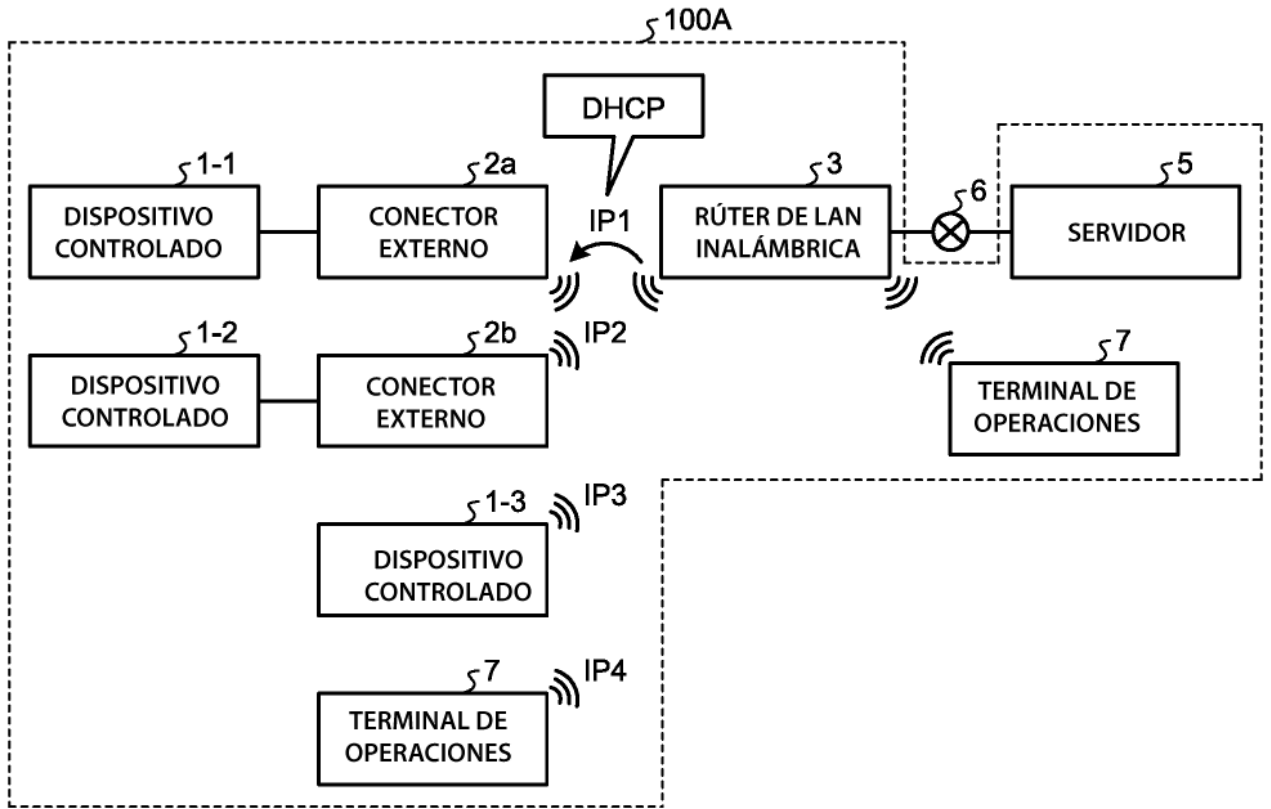 100A
DHCP
1-1
2a
3
6
5
DISPOSITIVO
CONTROLADO
CONECTOR
EXTERNO
IP1
RÚTER DE LAN
INALÁMBRICA
SERVIDOR
1-2
2b
IP2
7
DISPOSITIVO
CONTROLADO
CONECTOR
EXTERNO
TERMINAL DE
OPERACIONES
1-3
IP3
DISPOSITIVO
CONTROLADO
7
IP4
TERMINAL DE
OPERACIONES